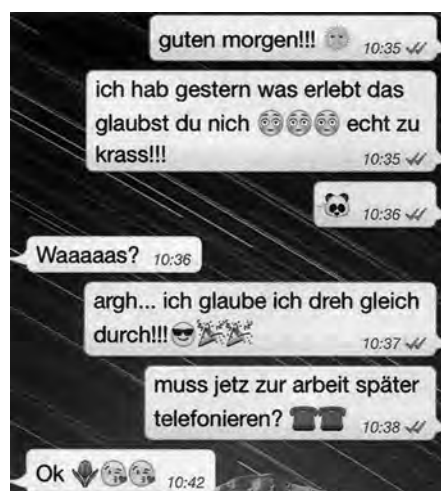 guten morgen!!! 🌞 10:35
ich hab gestern was erlebt das
glaubst du nich 😳😳😳 echt zu
krass!!! 10:35
🐼 10:36
Waaaaas? 10:36
argh... ich glaube ich dreh gleich
durch!!! 😎🎉🎉 10:37
muss jetz zur arbeit später
telefonieren? ☎☎ 10:38
Ok 🌷😘😘 10:42